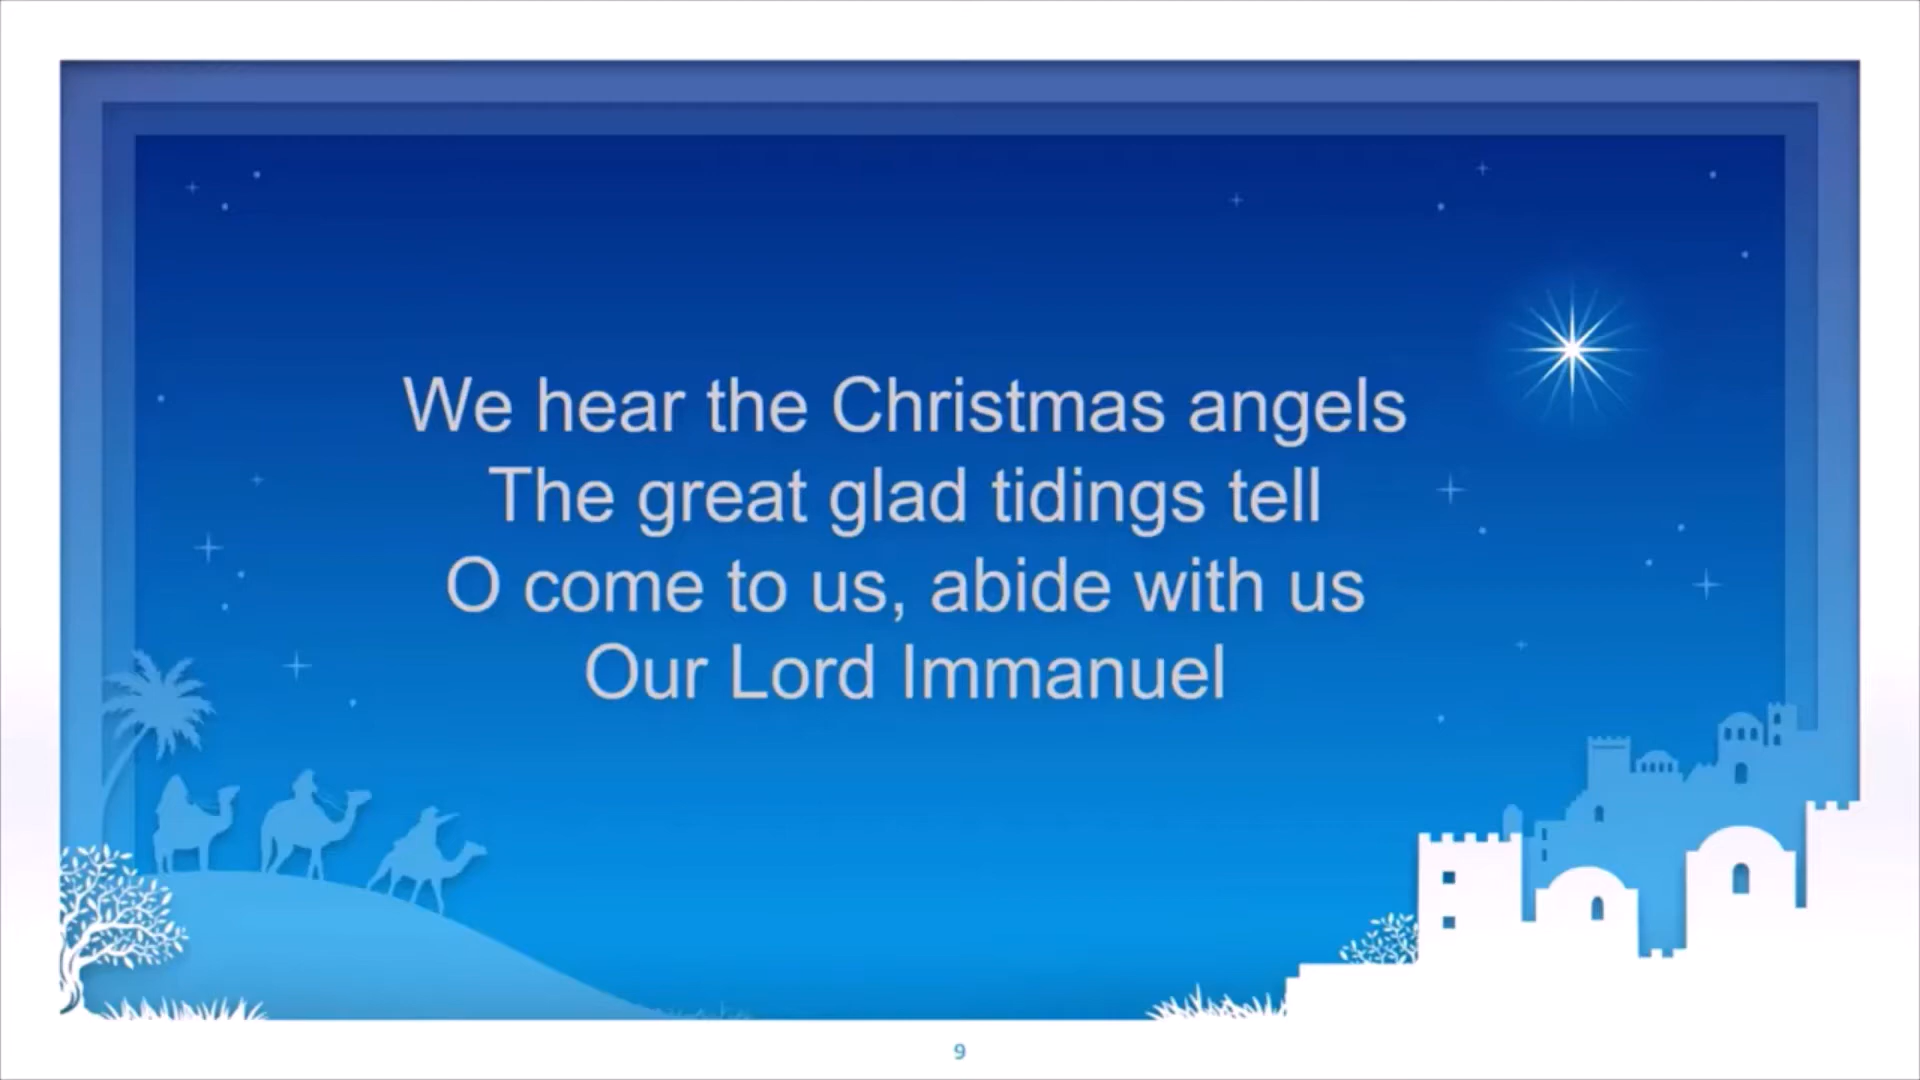 We hear the Christmas angels
The great glad tidings tell
O come to us, abide with us
Our Lord Immanuel
9